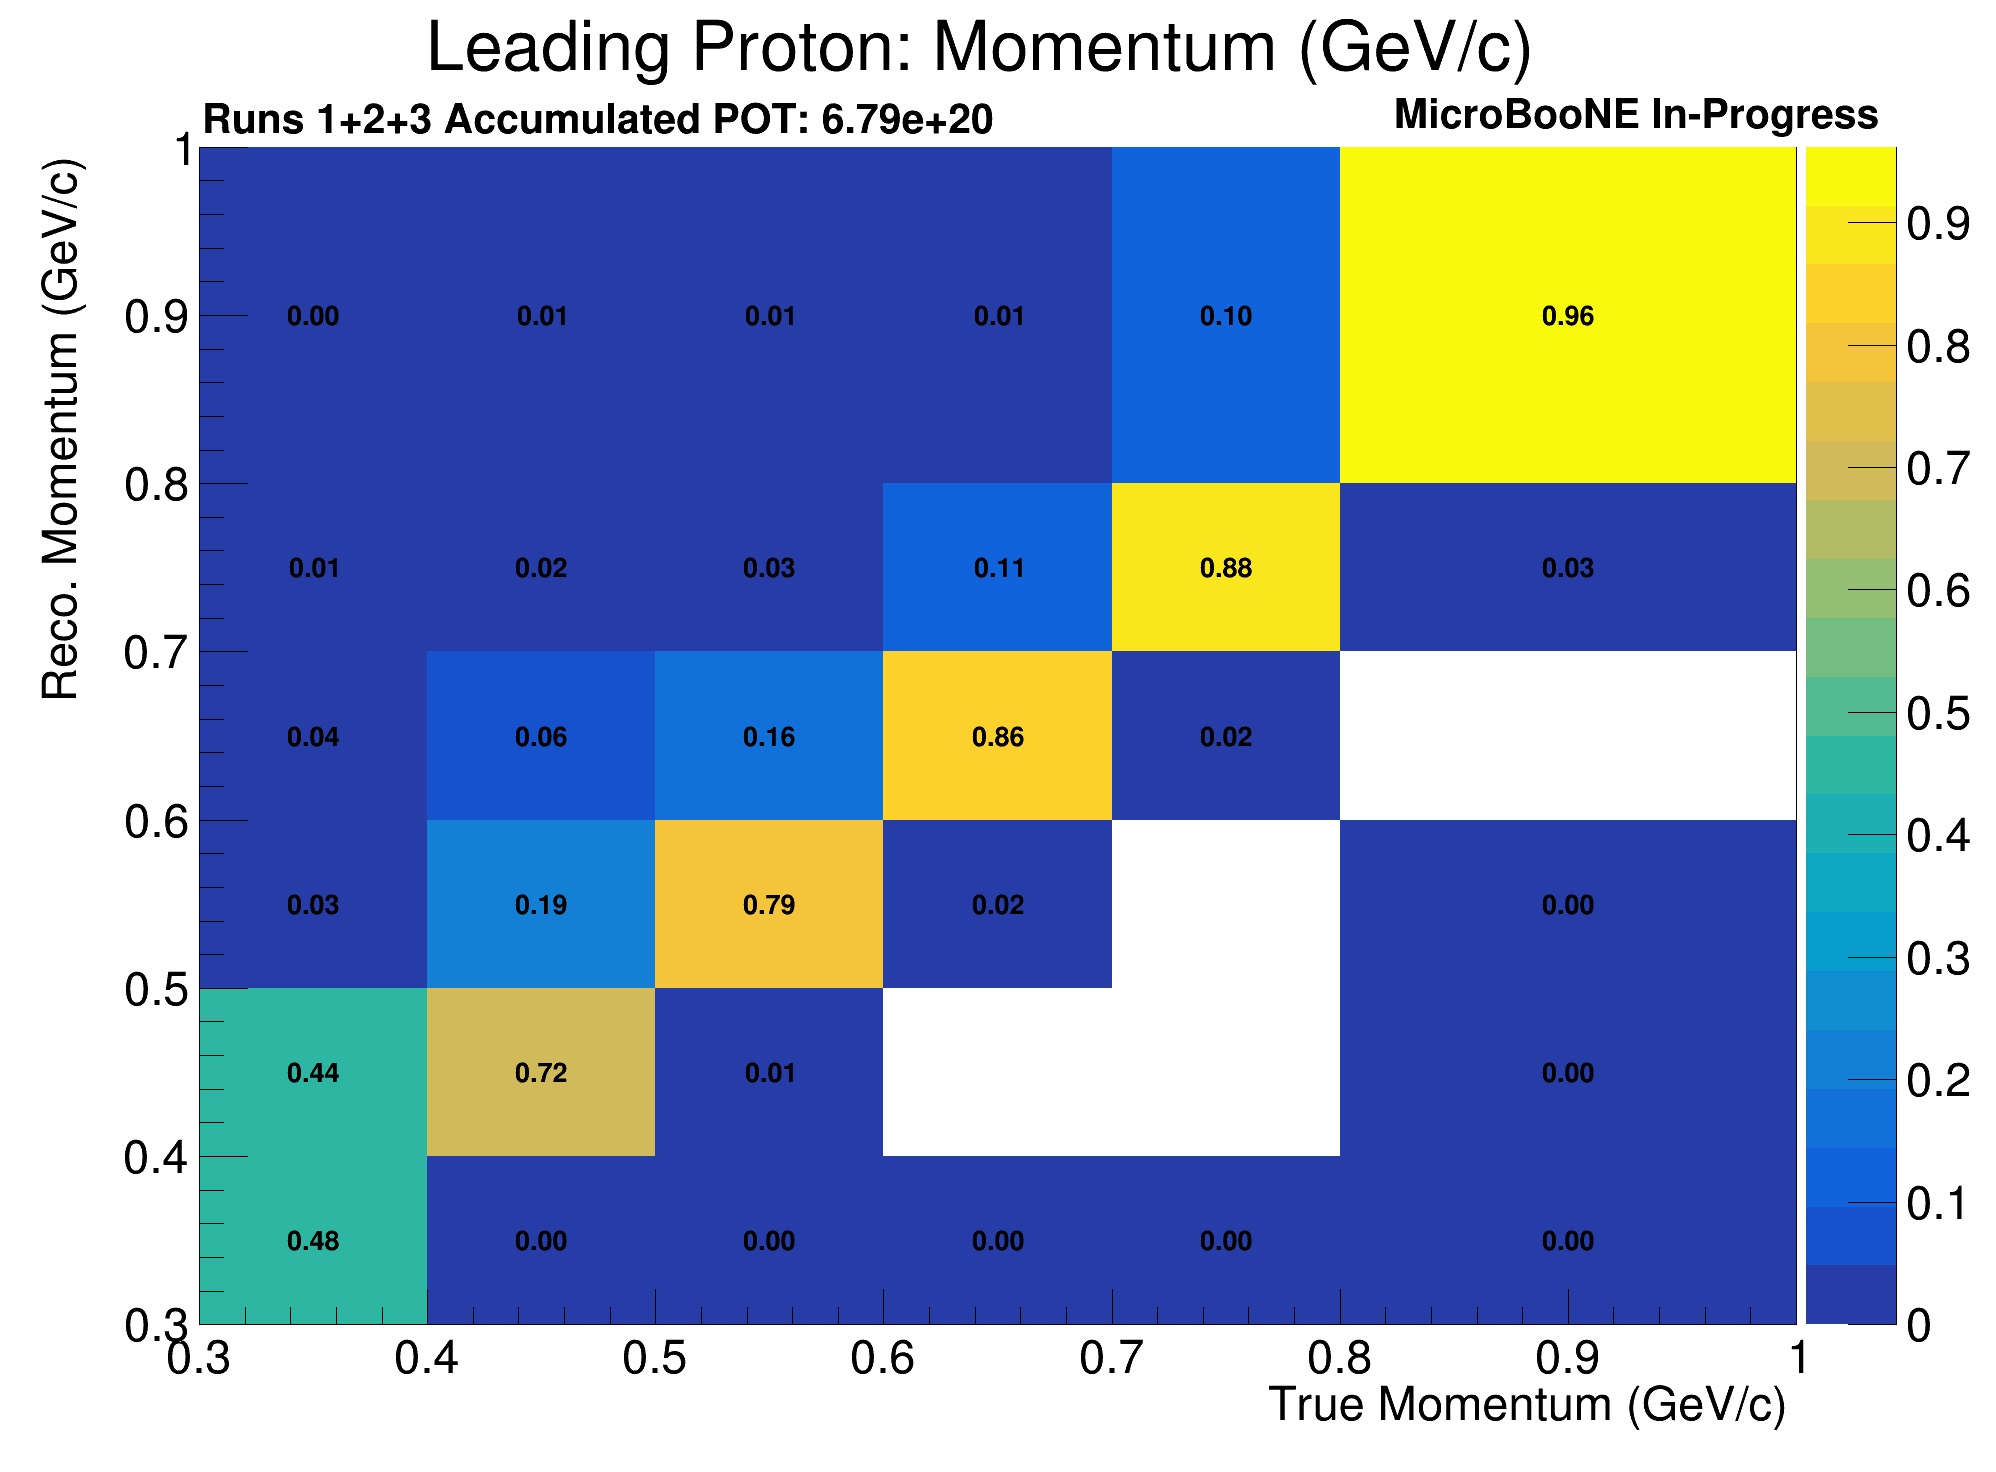 Leading Proton: Momentum (GeV/c)
Runs 1+2+3 Accumulated POT: 6.79e+20
MicroBooNE In-Progress
Reco. Momentum (GeV/c)
1
0.9
0.8
0.7
0.6
0.5
0.4
0.3
0.00 0.01 0.01 0.01 0.10 0.96
0.01 0.02 0.03 0.11 0.88 0.03
0.04 0.06 0.16 0.86 0.02
0.03 0.19 0.79 0.02 0.00
0.44 0.72 0.01 0.00
0.48 0.00 0.00 0.00 0.00 0.00
0.3 0.4 0.5 0.6 0.7 0.8 0.9 1
True Momentum (GeV/c)
0.9
0.8
0.7
0.6
0.5
0.4
0.3
0.2
0.1
0